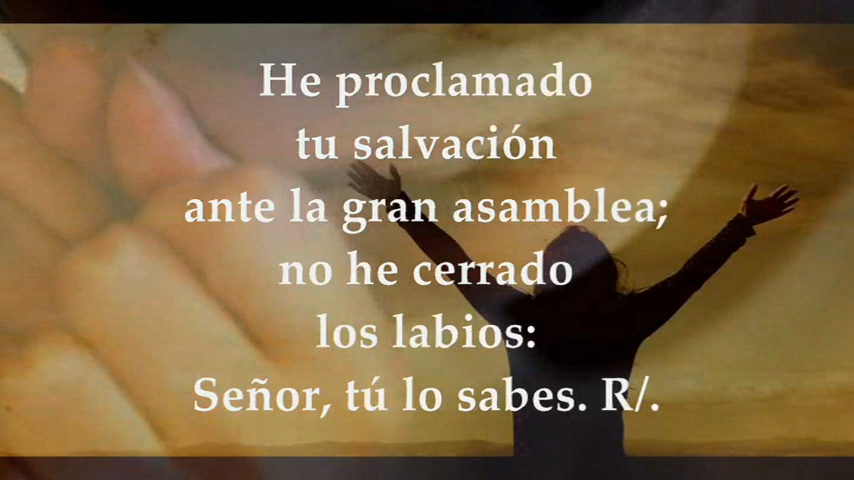 He proclamado
tu salvación
ante la gran asamblea;
no he cerrado
los labios:
Señor, tú lo sabes. R/.